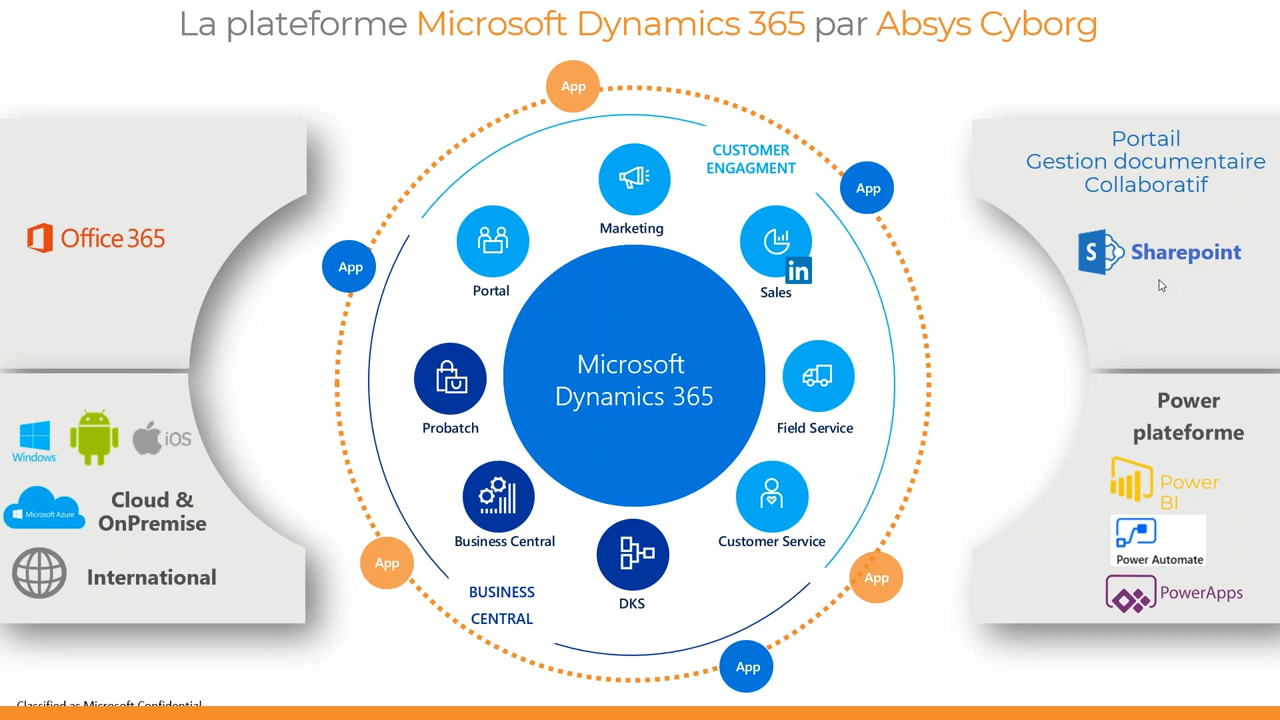 La plateforme Microsoft Dynamics 365 par Absys Cyborg
Office 365
Windows
iOS
Microsoft Azure
Cloud &
OnPremise
International
App
App
App
App
App
App
CUSTOMER
ENGAGMENT
Marketing
Portal
in
Sales
Microsoft
Dynamics 365
Probatch
Field Service
Business Central
Customer Service
DKS
BUSINESS
CENTRAL
Portail
Gestion documentaire
Collaboratif
S
Sharepoint
Power
plateforme
Power
BI
Power Automate
PowerApps
Classified as Microsoft Confidential